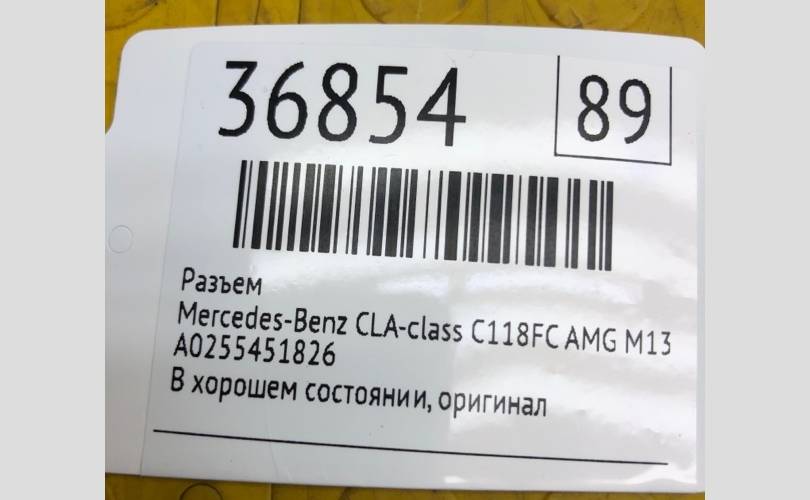 36854
89
Разъем
Mercedes-Benz CLA-class C118FC AMG M13
A0255451826
В хорошем состоянии, оригинал